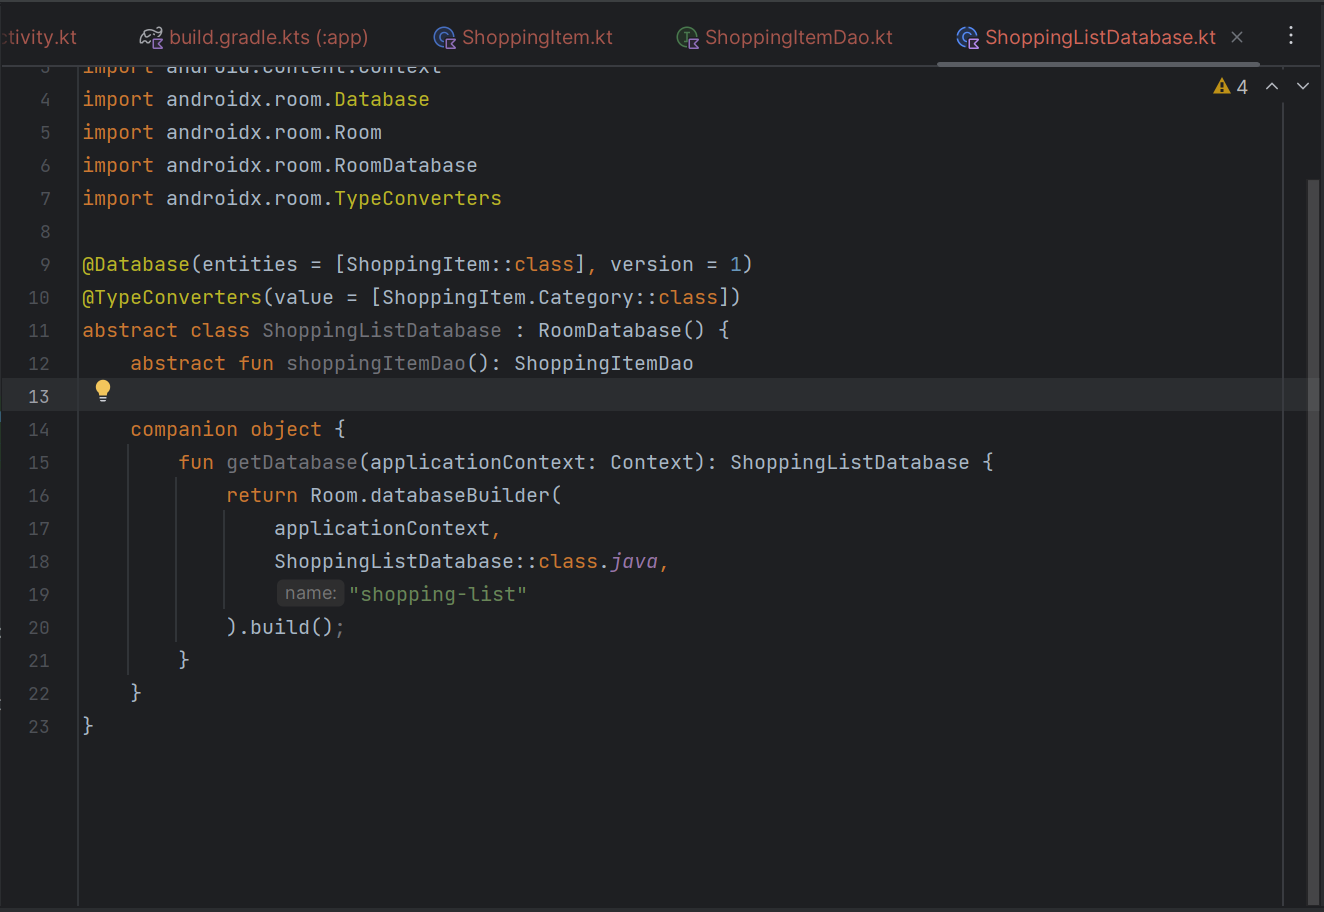 tivity.kt build.gradle.kts (:app) ShoppingItem.kt ShoppingItemDao.kt ShoppingListDatabase.kt
3 import android.content.Context
4 import androidx.room.Database
4
5 import androidx.room.Room
6 import androidx.room.RoomDatabase
7 import androidx.room.TypeConverters
8
9 @Database(entities = [ShoppingItem::class], version = 1)
10 @TypeConverters(value = [ShoppingItem.Category::class])
11 abstract class ShoppingListDatabase : RoomDatabase() {
12     abstract fun shoppingItemDao(): ShoppingItemDao
13
14     companion object {
15         fun getDatabase(applicationContext: Context): ShoppingListDatabase {
16             return Room.databaseBuilder(
17                 applicationContext,
18                 ShoppingListDatabase::class.java,
19                 name: "shopping-list"
20             ).build();
21         }
22     }
23 }